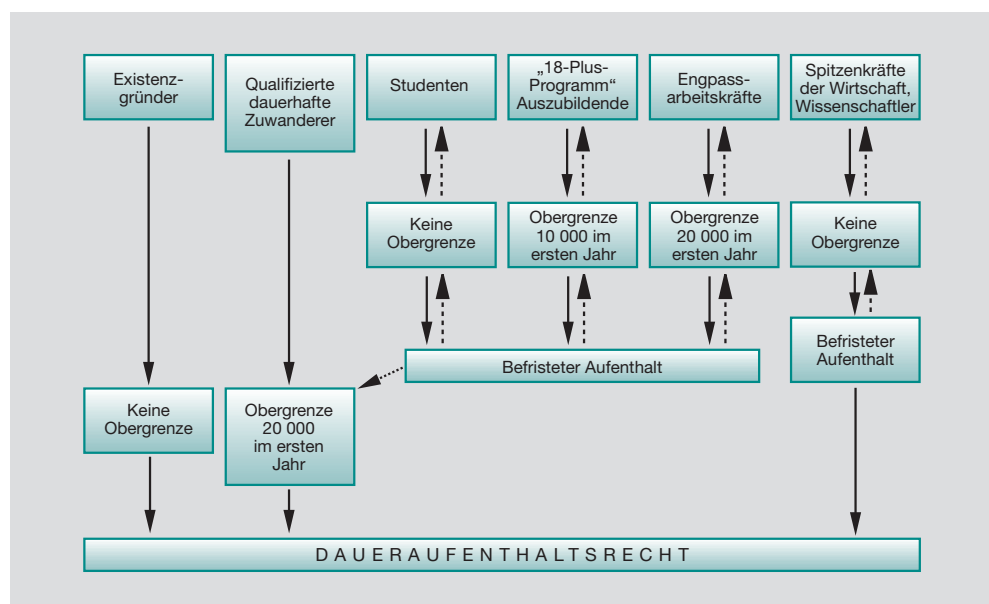 Existenz-
gründer
Qualifizierte
dauerhafte
Zuwanderer
Studenten
„18-Plus-
Programm“
Auszubildende
Engpass-
arbeitskräfte
Spitzenkräfte
der Wirtschaft,
Wissenschaftler
Keine
Obergrenze
Obergrenze
10 000 im
ersten Jahr
Obergrenze
20 000 im
ersten Jahr
Keine
Obergrenze
Befristeter Aufenthalt
Befristeter
Aufenthalt
Keine
Obergrenze
Obergrenze
20 000
im ersten
Jahr
DAUERAUFENTHALTSRECHT